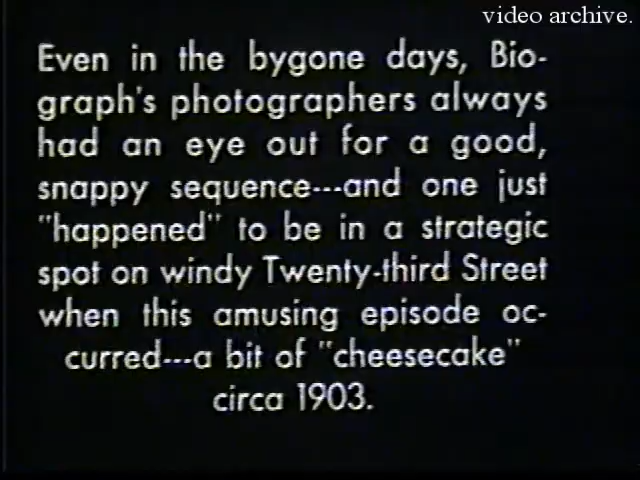 video archive.
Even in the bygone days, Bio-
graph's photographers always
had an eye out for a good,
snappy sequence---and one just
"happened" to be in a strategic
spot on windy Twenty-third Street
when this amusing episode oc-
curred---a bit of "cheesecake"
circa 1903.